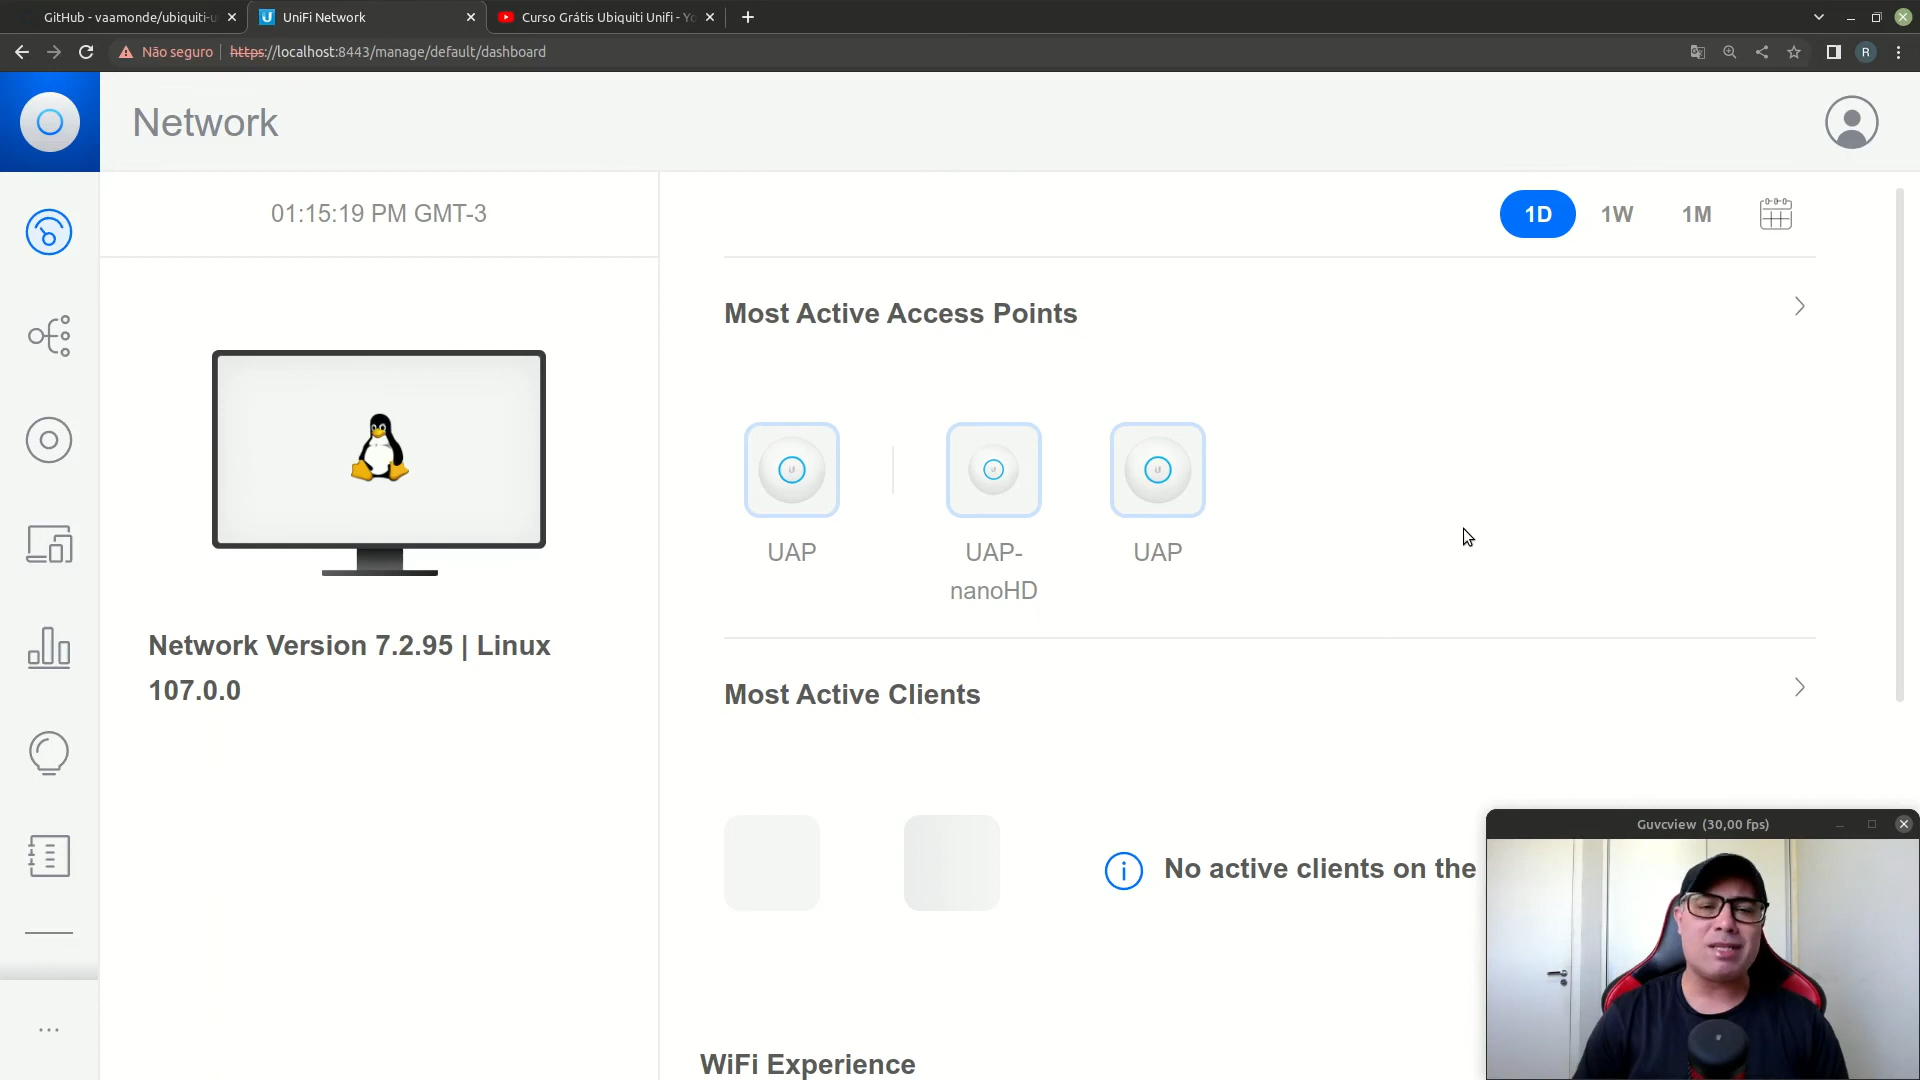 GitHub - vaamonde/ubiquiti-u
UniFi Network
Curso Grátis Ubiquiti Unifi - Yo
Não seguro
https://localhost:8443/manage/default/dashboard
R
Network
01:15:19 PM GMT-3
1D
1W
1M
Most Active Access Points
UAP
UAP-
nanoHD
UAP
Network Version 7.2.95 | Linux
107.0.0
Most Active Clients
No active clients on the
Guvcview (30,00 fps)
WiFi Experience